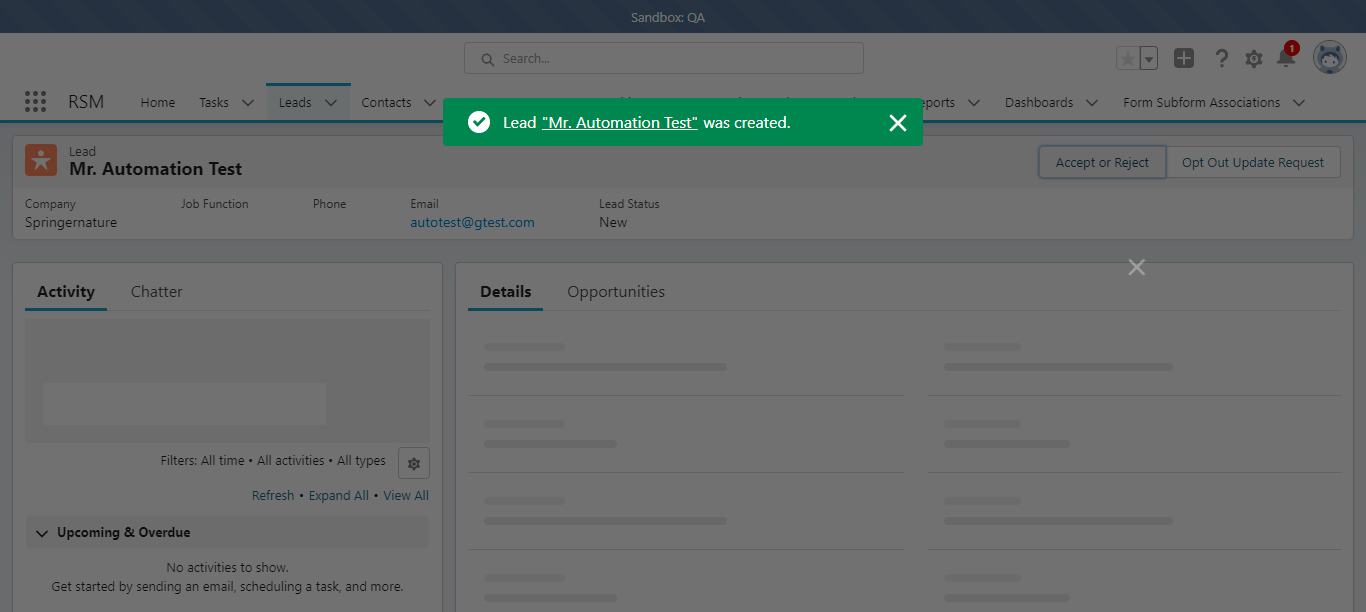 Sandbox: QA
Search...
1
RSM Home Tasks Leads Contacts eports Dashboards Form Subform Associations
Lead "Mr. Automation Test" was created.
Lead
Mr. Automation Test
Accept or Reject Opt Out Update Request
Company Job Function Phone Email Lead Status
Springernature autotest@gtest.com New
Activity Chatter Details Opportunities
Filters: All time • All activities • All types
Refresh • Expand All • View All
Upcoming & Overdue
No activities to show.
Get started by sending an email, scheduling a task, and more.